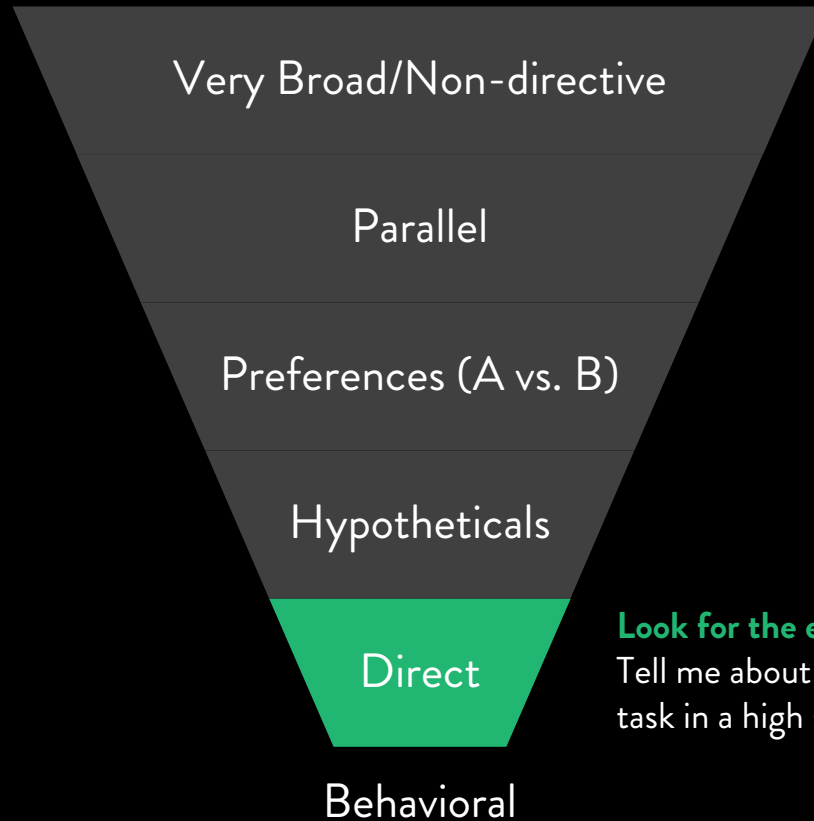 Very Broad/Non-directive
Parallel
Preferences (A vs. B)
Hypotheticals
Direct
Look for the
Tell me about
task in a high
Behavioral